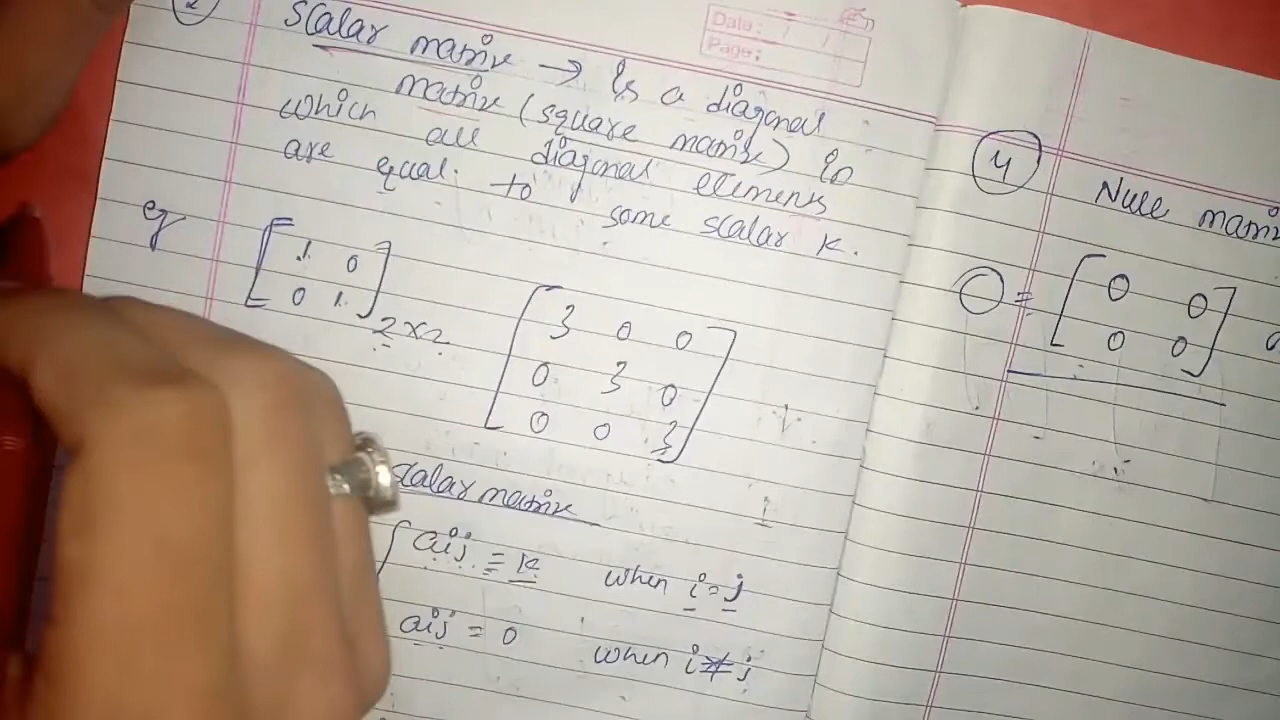 2
Scalar matrix → is a diagonal
matrix (square matrix) in
which all diagonal elements
are equal. to some scalar K.
eg
1 0
0 1
2x2
3 0 0
0 3 0
0 0 3
scalar matrix
aij = K when i=j
aij = 0 when i≠j
Date:
Page:
4
Null matri
O = 0 0
0 0